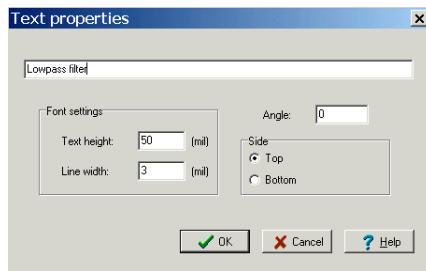 Text properties
Lowpass filter
Font settings
Text height: 50 (mil)
Line width: 3 (mil)
Angle: 0
Side
Top
Bottom
OK Cancel Help